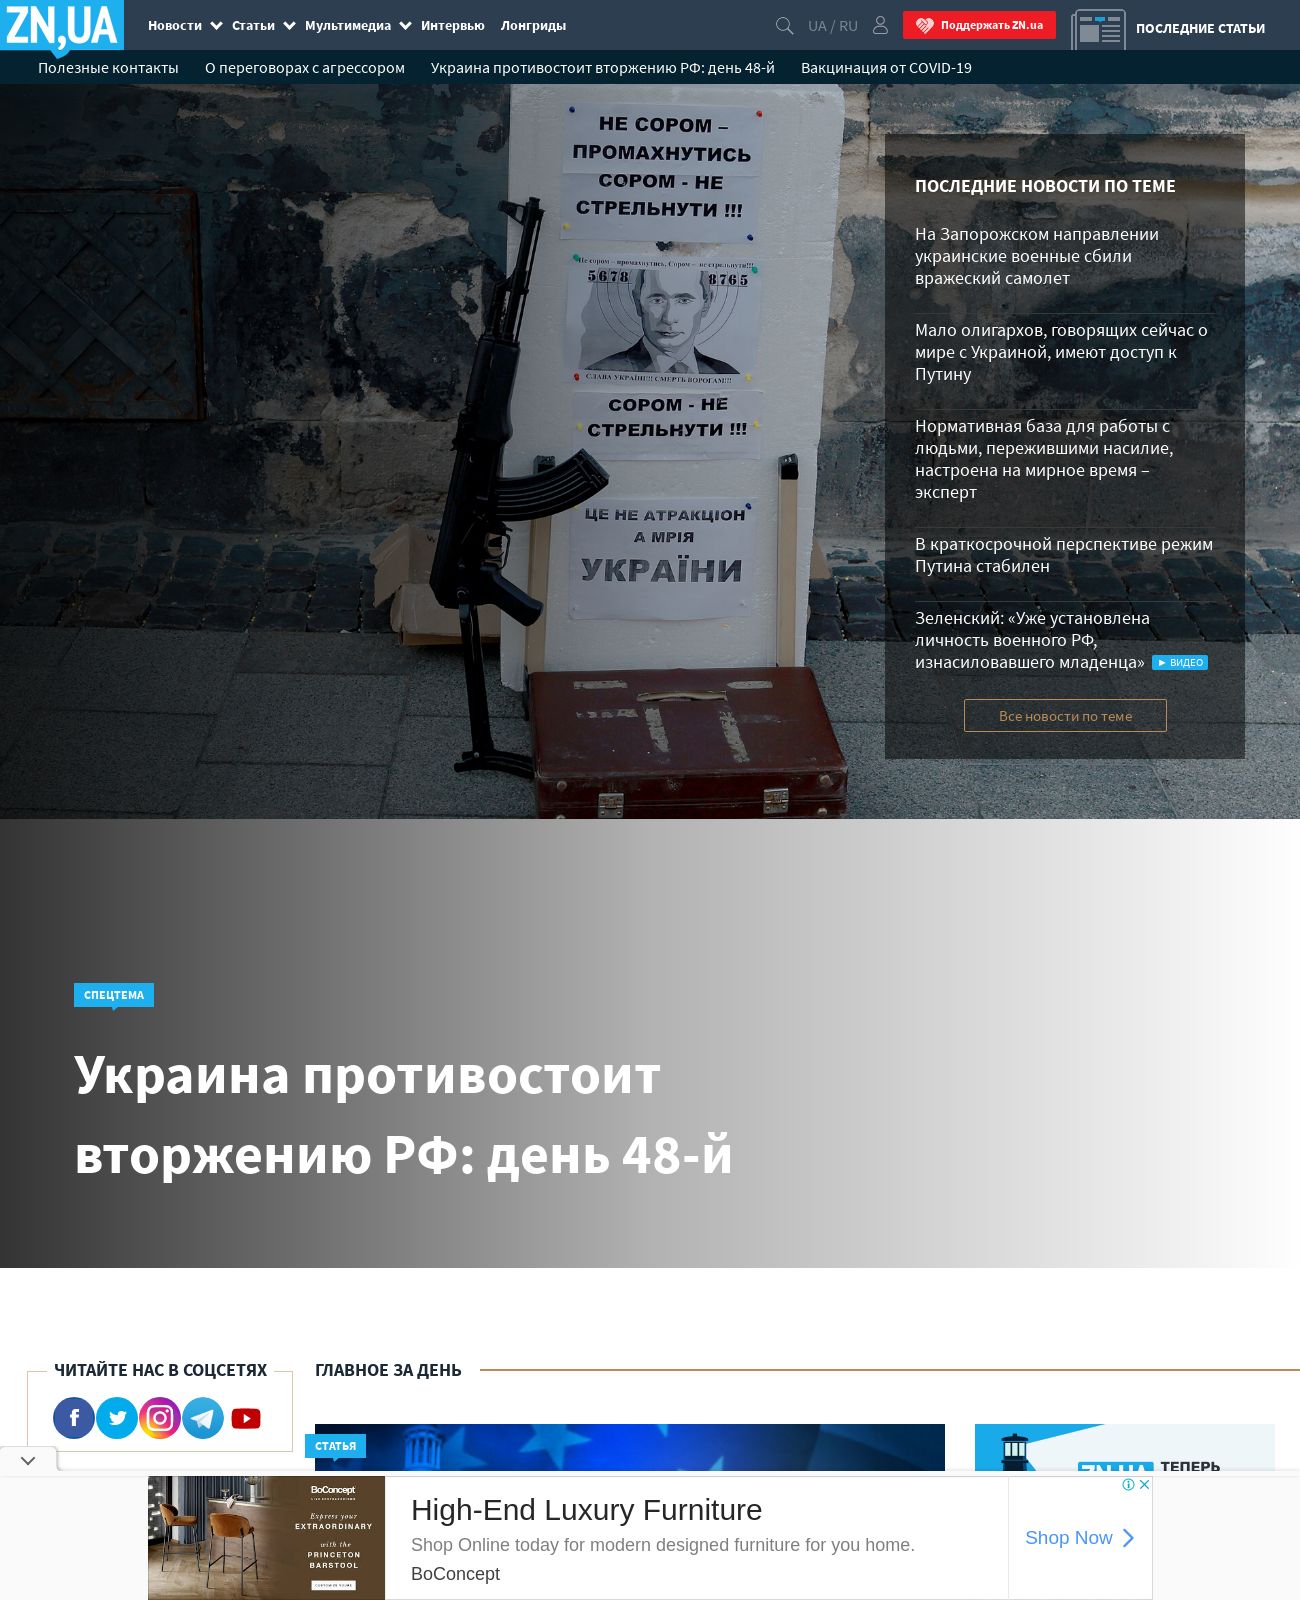 ZN,UA
Новости Статьи Мультимедиа Интервью Лонгриды UA / RU Поддержать ZN.ua ПОСЛЕДНИЕ СТАТЬИ
Полезные контакты О переговорах с агрессором Украина противостоит вторжению РФ: день 48-й Вакцинация от COVID-19
НЕ СОРОМ –
ПРОМАХНУТИСЬ
СОРОМ - НЕ
СТРЕЛЬНУТИ !!!
Не сором – промахнутись, Сором – не стрельнути!!!
5678 8765
СЛАВА УКРАЇНІ!!! СМЕРТЬ ВОРОГАМ!!!
СОРОМ - НЕ
СТРЕЛЬНУТИ !!!
ЦЕ НЕ АТРАКЦІОН
А МРІЯ
УКРАЇНИ
ПОСЛЕДНИЕ НОВОСТИ ПО ТЕМЕ
На Запорожском направлении
украинские военные сбили
вражеский самолет
Мало олигархов, говорящих сейчас о
мире с Украиной, имеют доступ к
Путину
Нормативная база для работы с
людьми, пережившими насилие,
настроена на мирное время –
эксперт
В краткосрочной перспективе режим
Путина стабилен
Зеленский: «Уже установлена
личность военного РФ,
изнасиловавшего младенца» ВИДЕО
Все новости по теме
СПЕЦТЕМА
Украина противостоит
вторжению РФ: день 48-й
ЧИТАЙТЕ НАС В СОЦСЕТЯХ
ГЛАВНОЕ ЗА ДЕНЬ
СТАТЬЯ
ZN,UA ТЕПЕРЬ
BoConcept
Express your
EXTRAORDINARY
with the
PRINCETON
BARSTOOL
CUSTOMIZE YOURS
High-End Luxury Furniture
Shop Online today for modern designed furniture for you home.
BoConcept
Shop Now